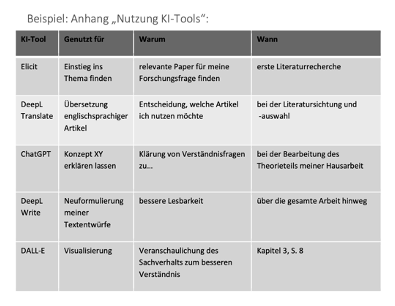 Beispiel: Anhang „Nutzung KI-Tools“:
KI-Tool Genutzt für Warum Wann
Elicit Einstieg ins relevante Paper für meine erste Literaturrecherche
Thema finden Forschungsfrage finden
DeepL Übersetzung Entscheidung, welche Artikel bei der Literatursichtung und
Translate englischsprachiger ich nutzen möchte -auswahl
Artikel
ChatGPT Konzept XY Klärung von Verständnisfragen bei der Bearbeitung des
erklären lassen zu... Theorieteils meiner Hausarbeit
DeepL Neuformulierung bessere Lesbarkeit über die gesamte Arbeit hinweg
Write meiner
Textentwürfe
DALL-E Visualisierung Veranschaulichung des Kapitel 3, S. 8
Sachverhalts zum besseren
Verständnis